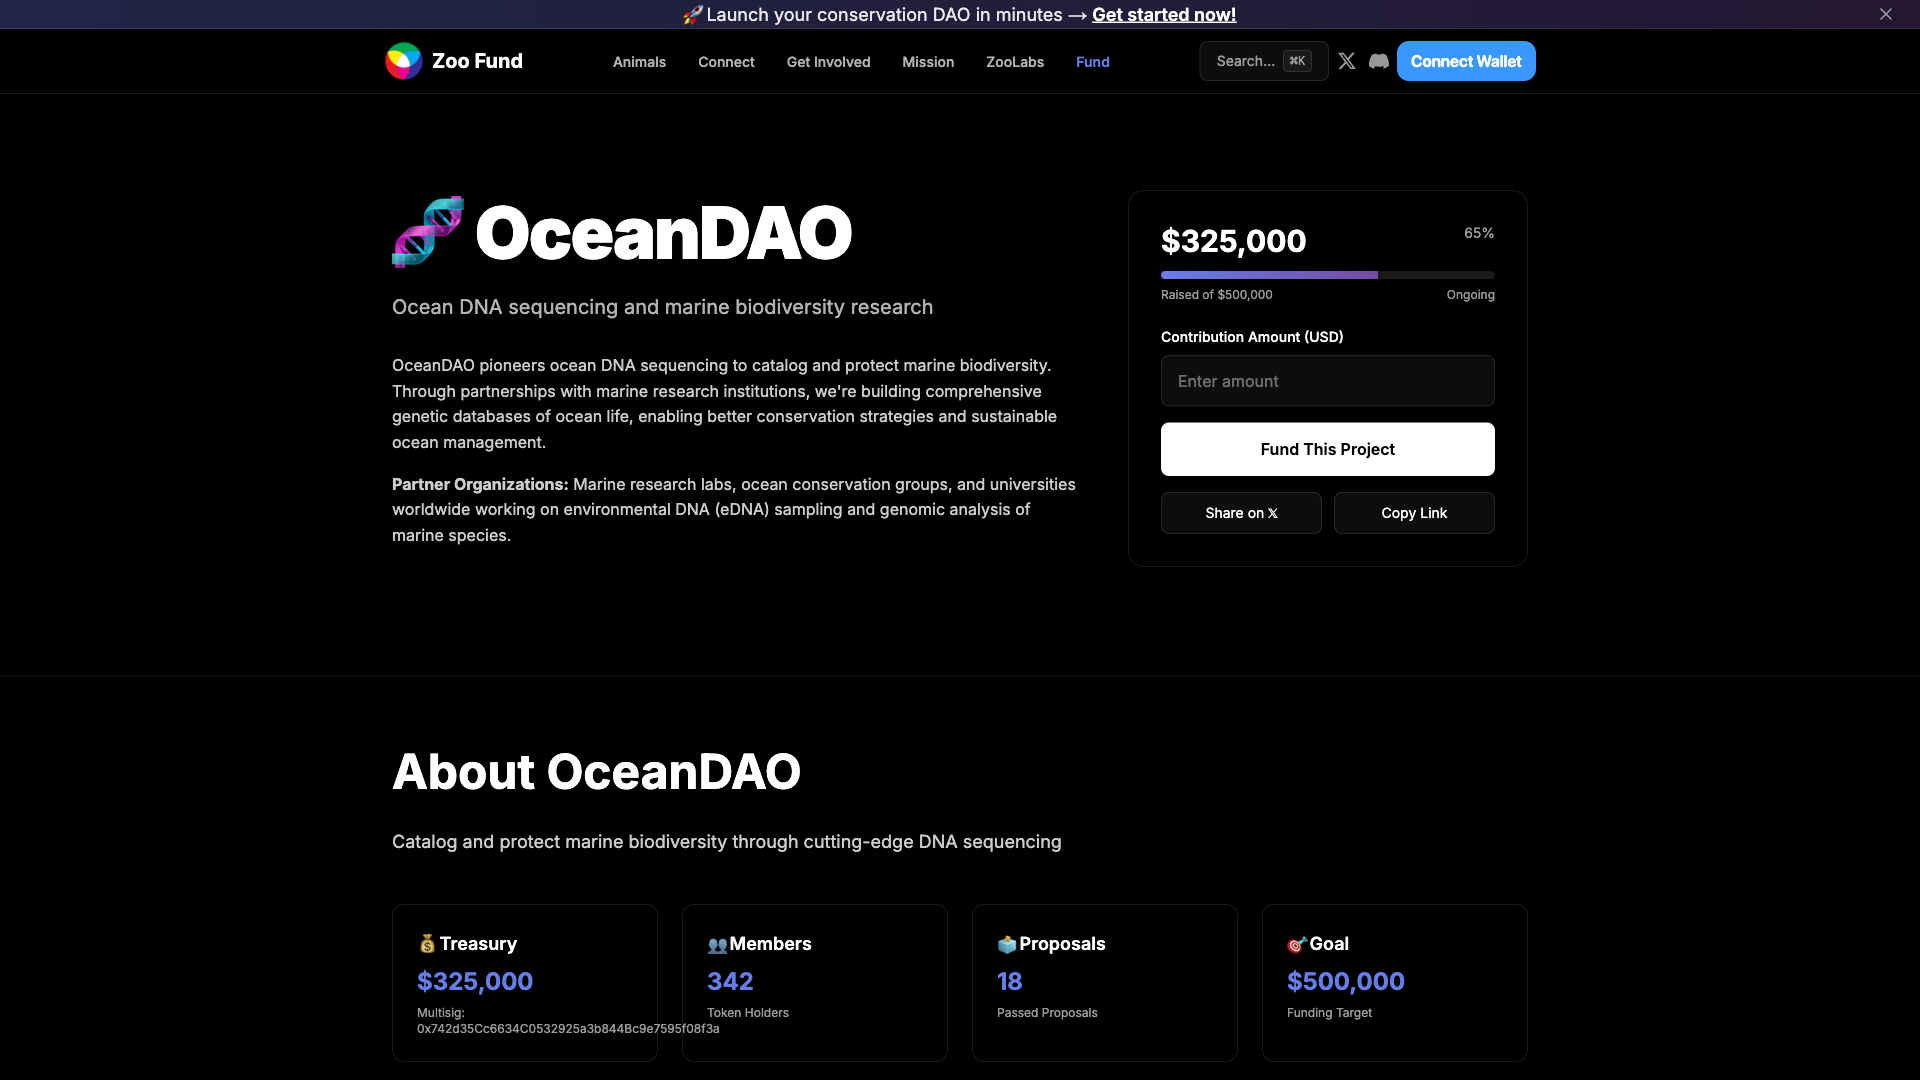 🚀 Launch your conservation DAO in minutes → Get started now!
Zoo Fund
Animals
Connect
Get Involved
Mission
ZooLabs
Fund
Search... ⌘K
Connect Wallet
OceanDAO
Ocean DNA sequencing and marine biodiversity research
OceanDAO pioneers ocean DNA sequencing to catalog and protect marine biodiversity.
Through partnerships with marine research institutions, we're building comprehensive
genetic databases of ocean life, enabling better conservation strategies and sustainable
ocean management.
Partner Organizations: Marine research labs, ocean conservation groups, and universities
worldwide working on environmental DNA (eDNA) sampling and genomic analysis of
marine species.
$325,000
65%
Raised of $500,000
Ongoing
Contribution Amount (USD)
Enter amount
Fund This Project
Share on 𝕏
Copy Link
About OceanDAO
Catalog and protect marine biodiversity through cutting-edge DNA sequencing
💰 Treasury
$325,000
Multisig:
0x742d35Cc6634C0532925a3b844Bc9e7595f08f3a
👥 Members
342
Token Holders
🗳️ Proposals
18
Passed Proposals
🎯 Goal
$500,000
Funding Target